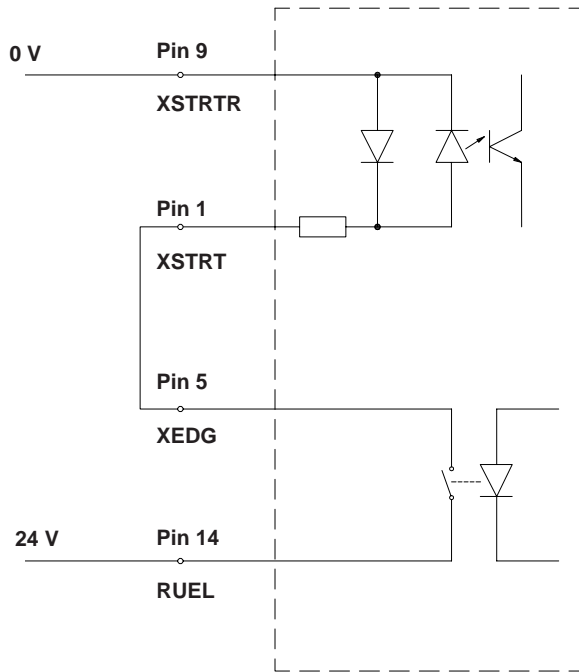 Pin 9
0 V
XSTRTR
Pin 1
XSTRT
Pin 5
XEDG
24 V
Pin 14
RUEL